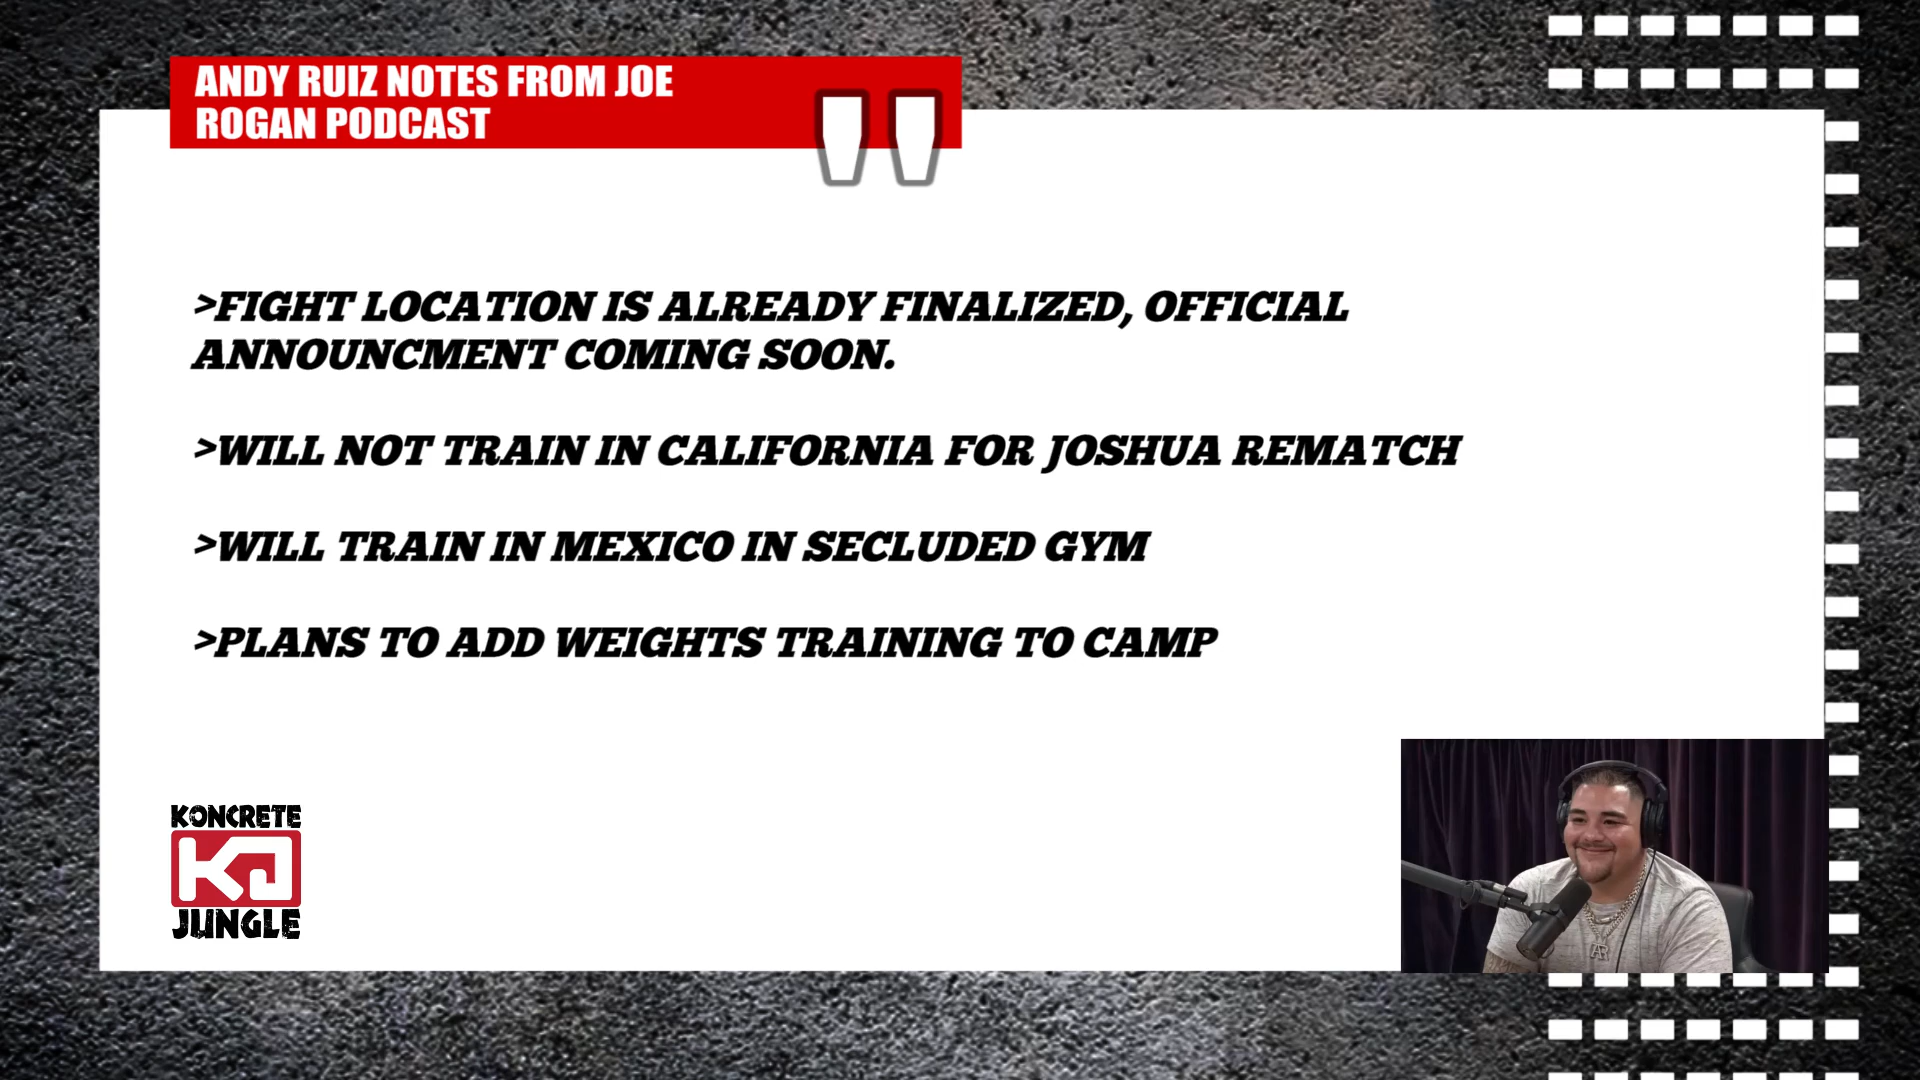 ANDY RUIZ NOTES FROM JOE
ROGAN PODCAST
"
>FIGHT LOCATION IS ALREADY FINALIZED, OFFICIAL
ANNOUNCMENT COMING SOON.
>WILL NOT TRAIN IN CALIFORNIA FOR JOSHUA REMATCH
>WILL TRAIN IN MEXICO IN SECLUDED GYM
>PLANS TO ADD WEIGHTS TRAINING TO CAMP
KONCRETE
KJ
JUNGLE
AR